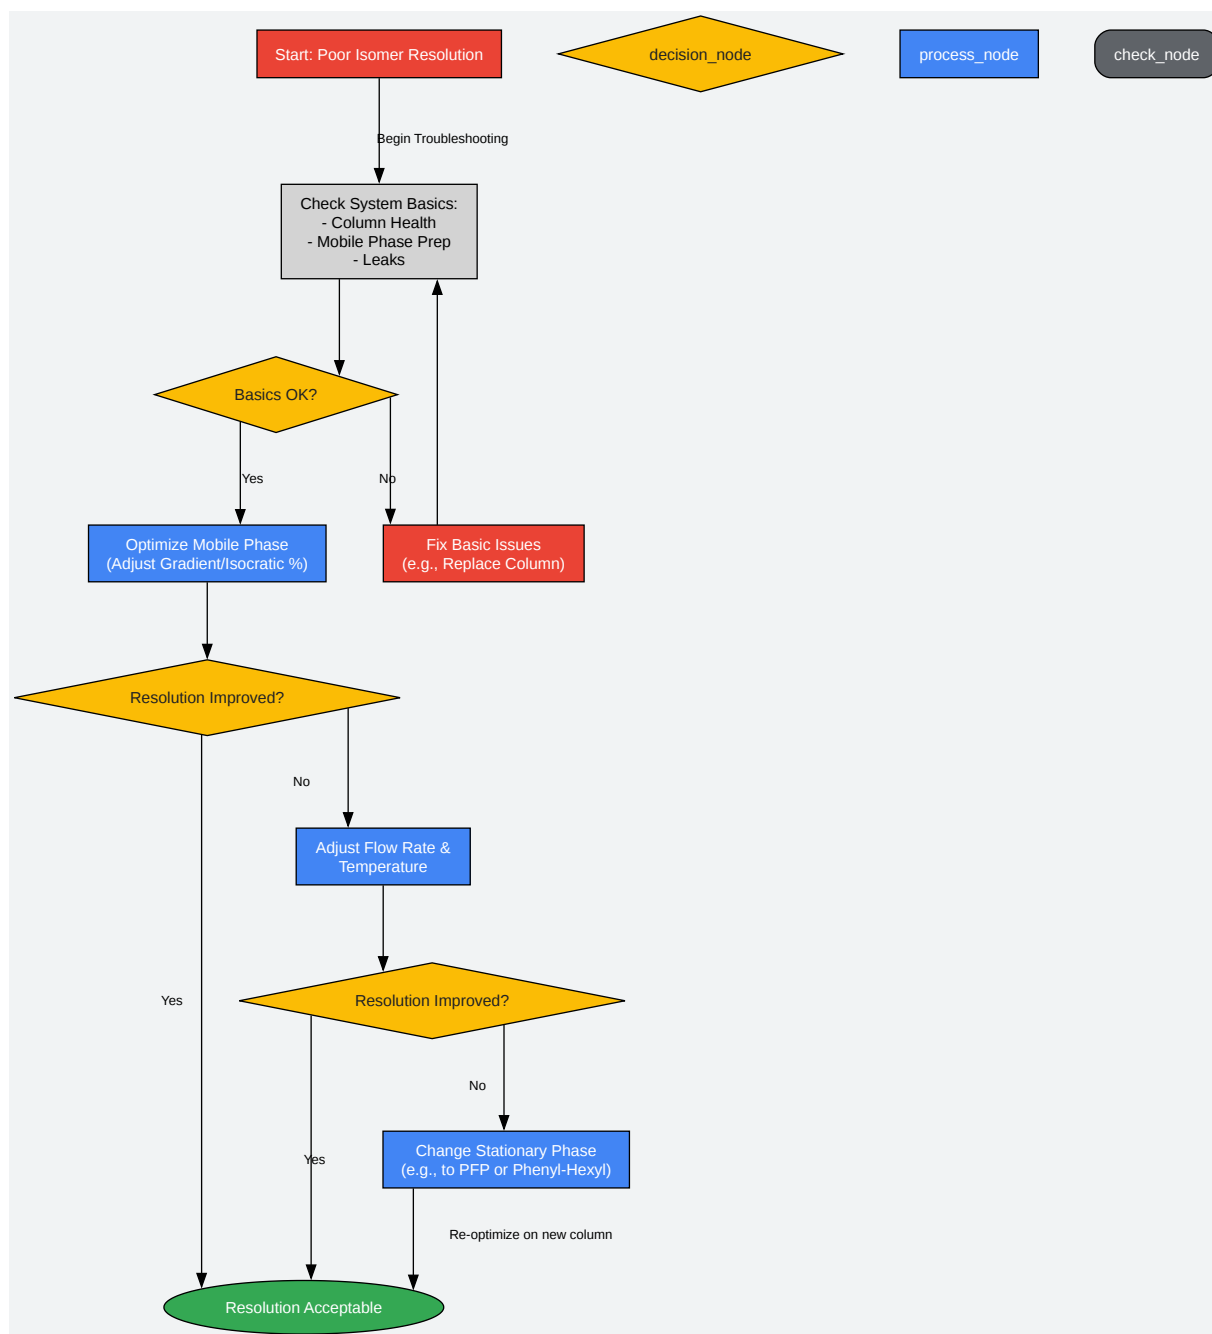 Start: Poor Isomer Resolution
decision_node
process_node
check_node
Begin Troubleshooting
Check System Basics:
- Column Health
- Mobile Phase Prep
- Leaks
Basics OK?
Yes
No
Optimize Mobile Phase
(Adjust Gradient/Isocratic %)
Fix Basic Issues
(e.g., Replace Column)
Resolution Improved?
No
Adjust Flow Rate &
Temperature
Yes
Resolution Improved?
No
Change Stationary Phase
(e.g., to PFP or Phenyl-Hexyl)
Yes
Re-optimize on new column
Resolution Acceptable